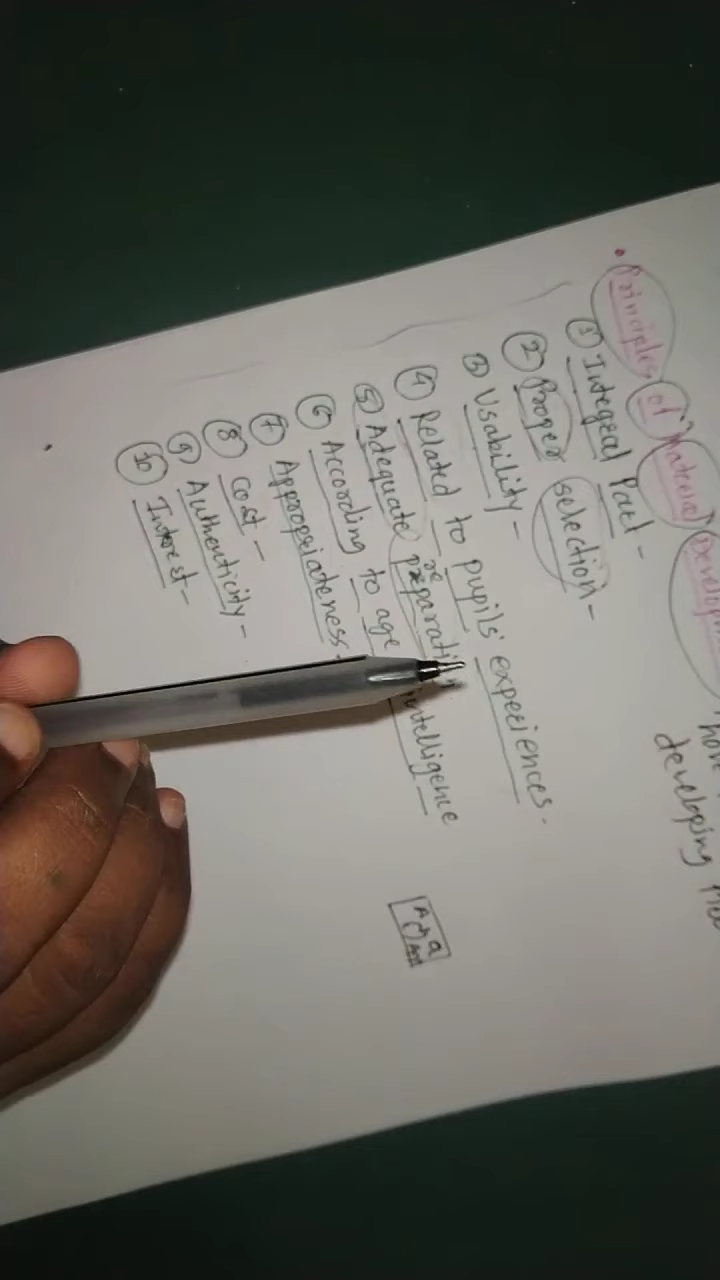 • Principles of Material Develop
① Integral Part -
② Proper selection -
③ Usability -
④ Related to pupils' experiences -
⑤ Adequate preparation
⑥ According to age intelligence
⑦ Appropriateness
⑧ Cost -
⑨ Authenticity -
⑩ Interest -
developing